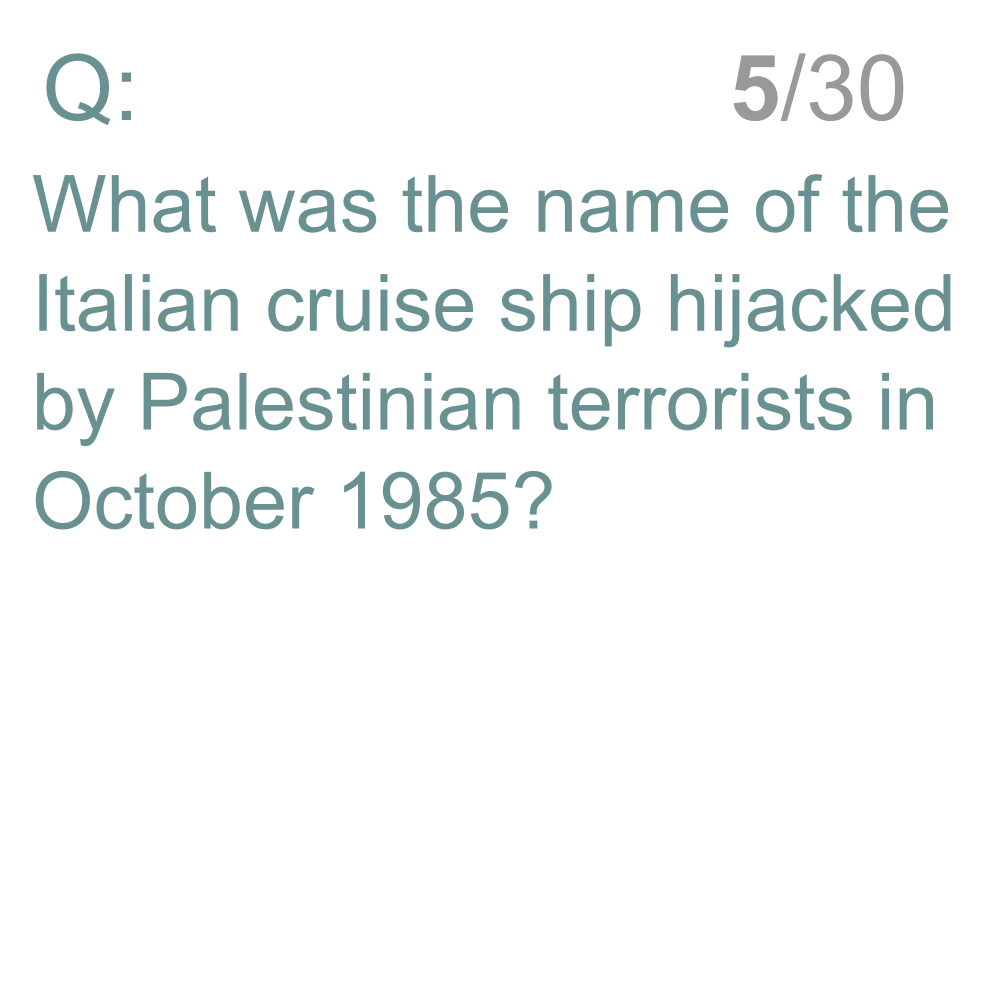 Q: 5/30
What was the name of the
Italian cruise ship hijacked
by Palestinian terrorists in
October 1985?